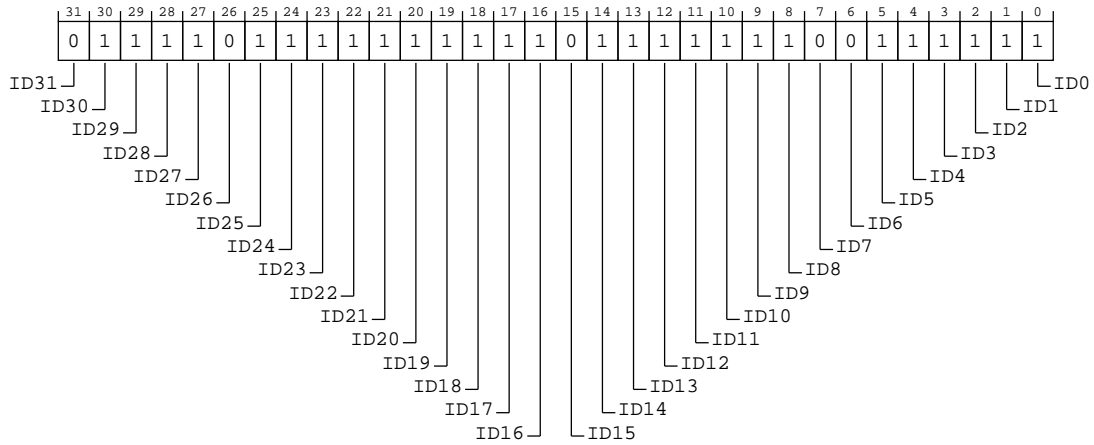 31 30 29 28 27 26 25 24 23 22 21 20 19 18 17 16 15 14 13 12 11 10 9 8 7 6 5 4 3 2 1 0
0 1 1 1 1 0 1 1 1 1 1 1 1 1 1 1 0 1 1 1 1 1 1 1 0 0 1 1 1 1 1 1
ID31 ID0
ID30 ID1
ID29 ID2
ID28 ID3
ID27 ID4
ID26 ID5
ID25 ID6
ID24 ID7
ID23 ID8
ID22 ID9
ID21 ID10
ID20 ID11
ID19 ID12
ID18 ID13
ID17 ID14
ID16 ID15